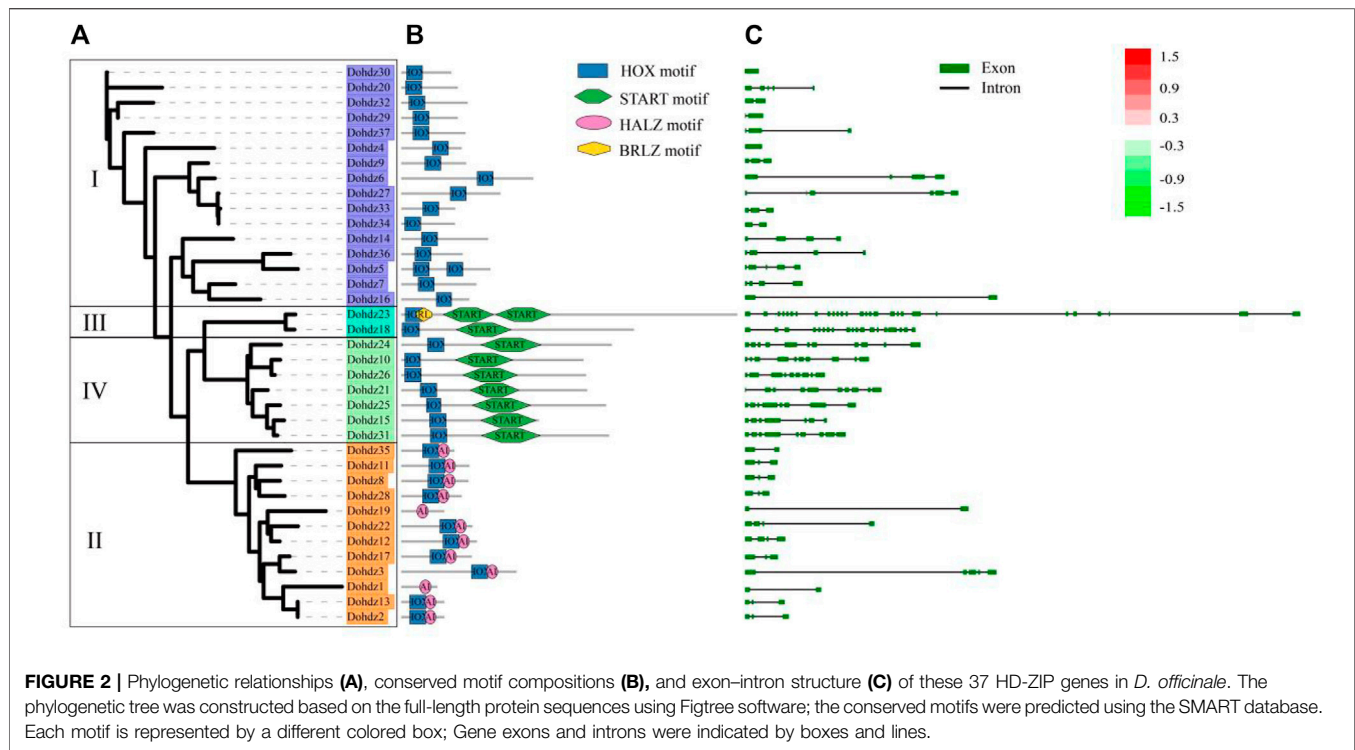 A B C
I
III
IV
II
Dohdz30
Dohdz20
Dohdz32
Dohdz29
Dohdz37
Dohdz4
Dohdz9
Dohdz6
Dohdz27
Dohdz33
Dohdz34
Dohdz14
Dohdz36
Dohdz5
Dohdz7
Dohdz16
Dohdz23
Dohdz18
Dohdz24
Dohdz10
Dohdz26
Dohdz21
Dohdz25
Dohdz15
Dohdz31
Dohdz35
Dohdz11
Dohdz8
Dohdz28
Dohdz19
Dohdz22
Dohdz12
Dohdz17
Dohdz3
Dohdz1
Dohdz13
Dohdz2
START START
START
START
START
START
START
START
START
START
HOX motif
START motif
HALZ motif
BRLZ motif
Exon
Intron
1.5
0.9
0.3
-0.3
-0.9
-1.5
FIGURE 2 | Phylogenetic relationships (A), conserved motif compositions (B), and exon–intron structure (C) of these 37 HD-ZIP genes in D. officinale. The
phylogenetic tree was constructed based on the full-length protein sequences using Figtree software; the conserved motifs were predicted using the SMART database.
Each motif is represented by a different colored box; Gene exons and introns were indicated by boxes and lines.